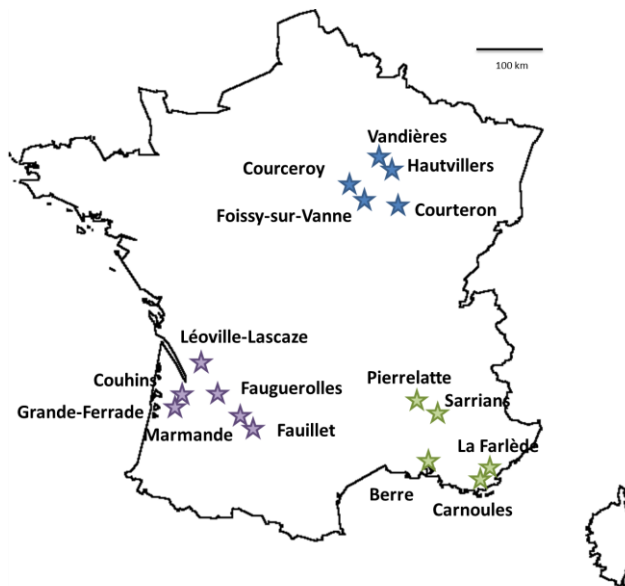 100 km
Vandières
Hautvillers
Courceroy
Foissy-sur-Vanne
Courteron
Léoville-Lascaze
Couhins
Fauguerolles
Grande-Ferrade
Marmande
Fauillet
Pierrelatte
Sarrians
La Farlède
Berre
Carnoules